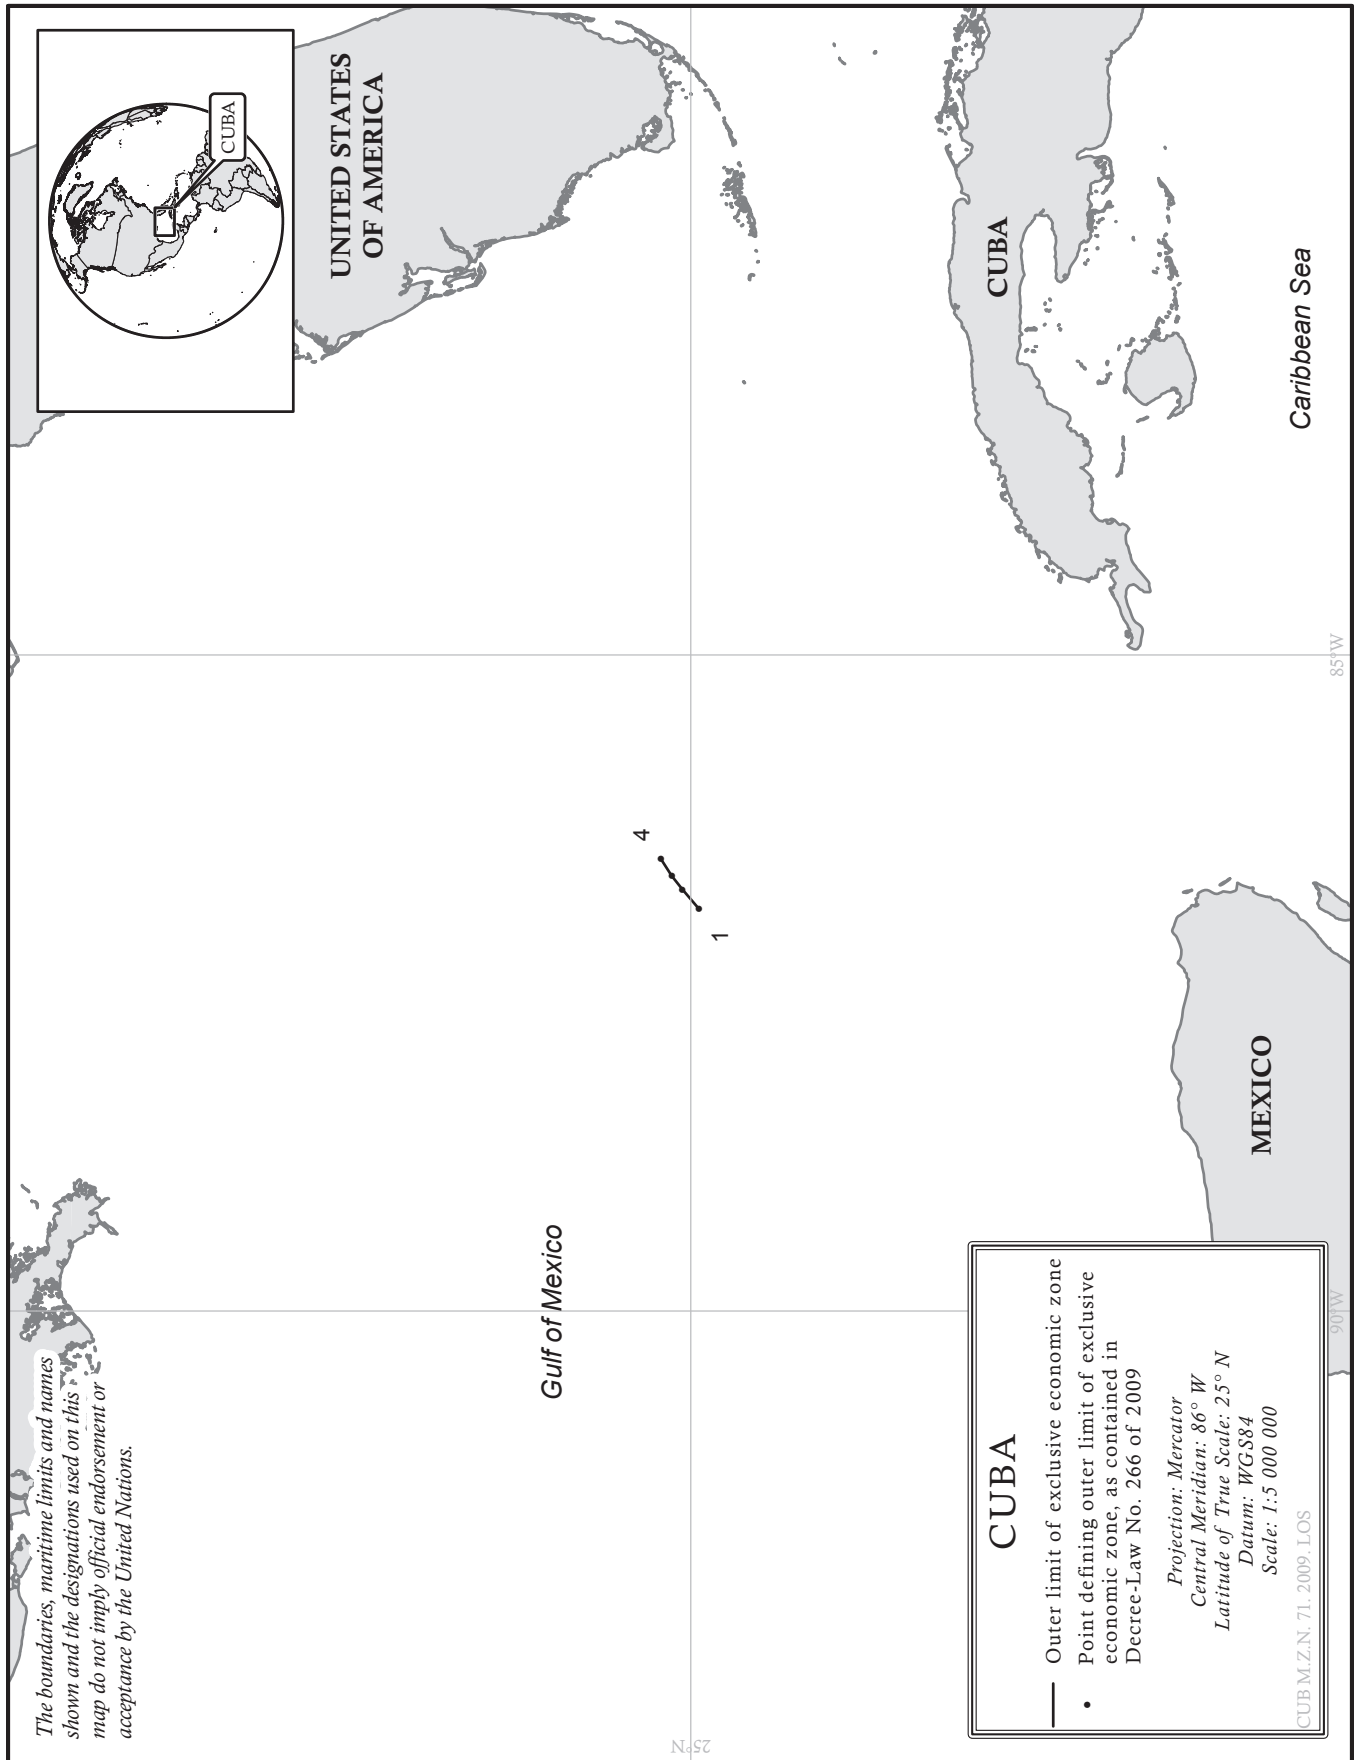 The boundaries, maritime limits and names
shown and the designations used on this
map do not imply official endorsement or
acceptance by the United Nations.
CUBA
UNITED STATES
OF AMERICA
Gulf of Mexico
4
1
25°N
CUBA
MEXICO
Caribbean Sea
90°W
85°W
CUBA
Outer limit of exclusive economic zone
Point defining outer limit of exclusive
economic zone, as contained in
Decree-Law No. 266 of 2009
Projection: Mercator
Central Meridian: 86° W
Latitude of True Scale: 25° N
Datum: WGS84
Scale: 1:5 000 000
CUB M.Z.N. 71. 2009. LOS